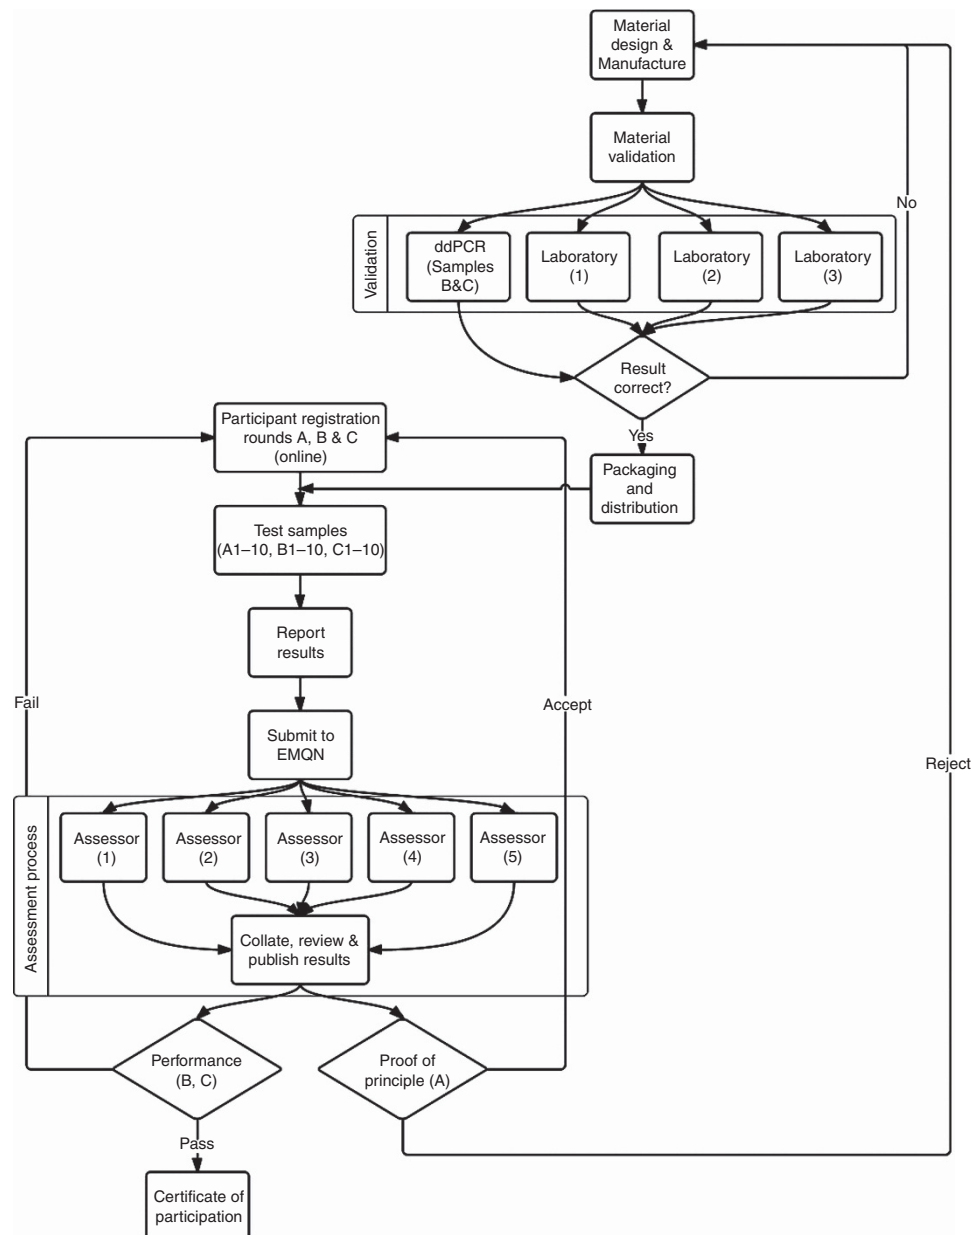 Material
design &
Manufacture
Material
validation
No
Validation
ddPCR
(Samples
B&C)
Laboratory
(1)
Laboratory
(2)
Laboratory
(3)
Result
correct?
Yes
Participant registration
rounds A, B & C
(online)
Packaging
and
distribution
Test samples
(A1–10, B1–10, C1–10)
Report
results
Fail
Accept
Submit to
EMQN
Reject
Assessment process
Assessor
(1)
Assessor
(2)
Assessor
(3)
Assessor
(4)
Assessor
(5)
Collate, review &
publish results
Performance
(B, C)
Proof of
principle (A)
Pass
Certificate of
participation